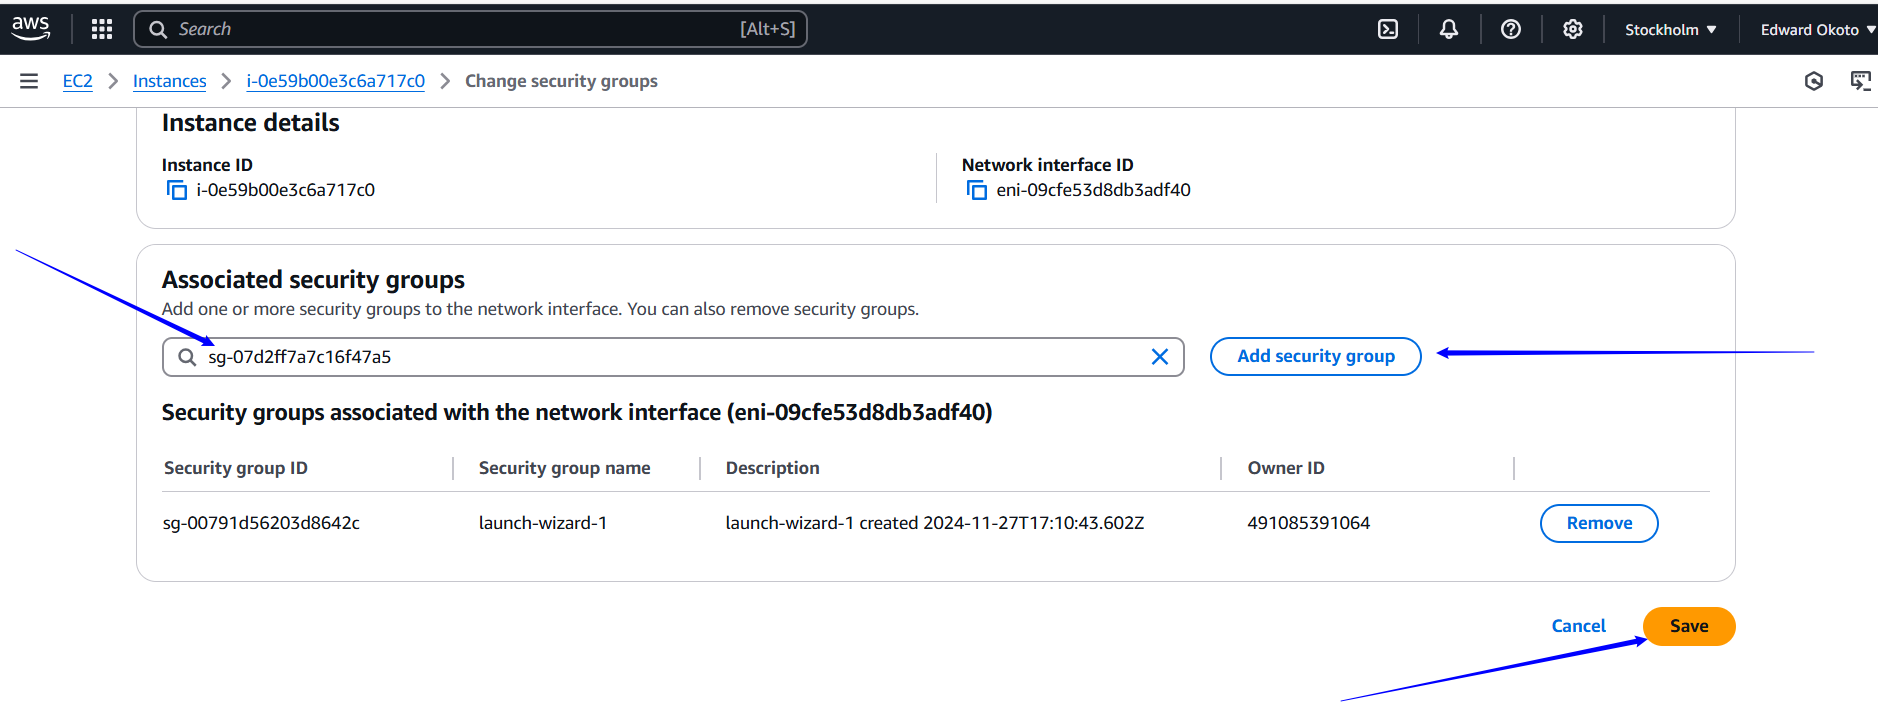 aws Search [Alt+S] Stockholm Edward Okoto
EC2 Instances i-0e59b00e3c6a717c0 Change security groups
Instance details
Instance ID Network interface ID
i-0e59b00e3c6a717c0 eni-09cfe53d8db3adf40
Associated security groups
Add one or more security groups to the network interface. You can also remove security groups.
sg-07d2ff7a7c16f47a5 Add security group
Security groups associated with the network interface (eni-09cfe53d8db3adf40)
Security group ID Security group name Description Owner ID
sg-00791d56203d8642c launch-wizard-1 launch-wizard-1 created 2024-11-27T17:10:43.602Z 491085391064 Remove
Cancel Save